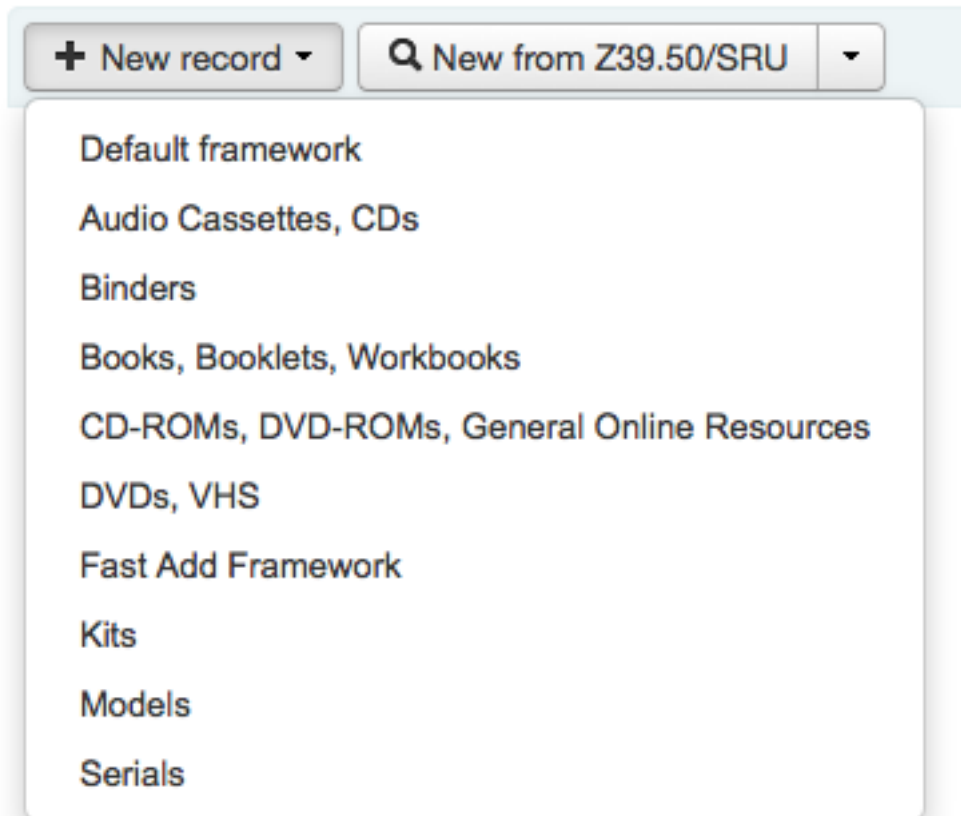 New record
New from Z39.50/SRU
Default framework
Audio Cassettes, CDs
Binders
Books, Booklets, Workbooks
CD-ROMs, DVD-ROMs, General Online Resources
DVDs, VHS
Fast Add Framework
Kits
Models
Serials